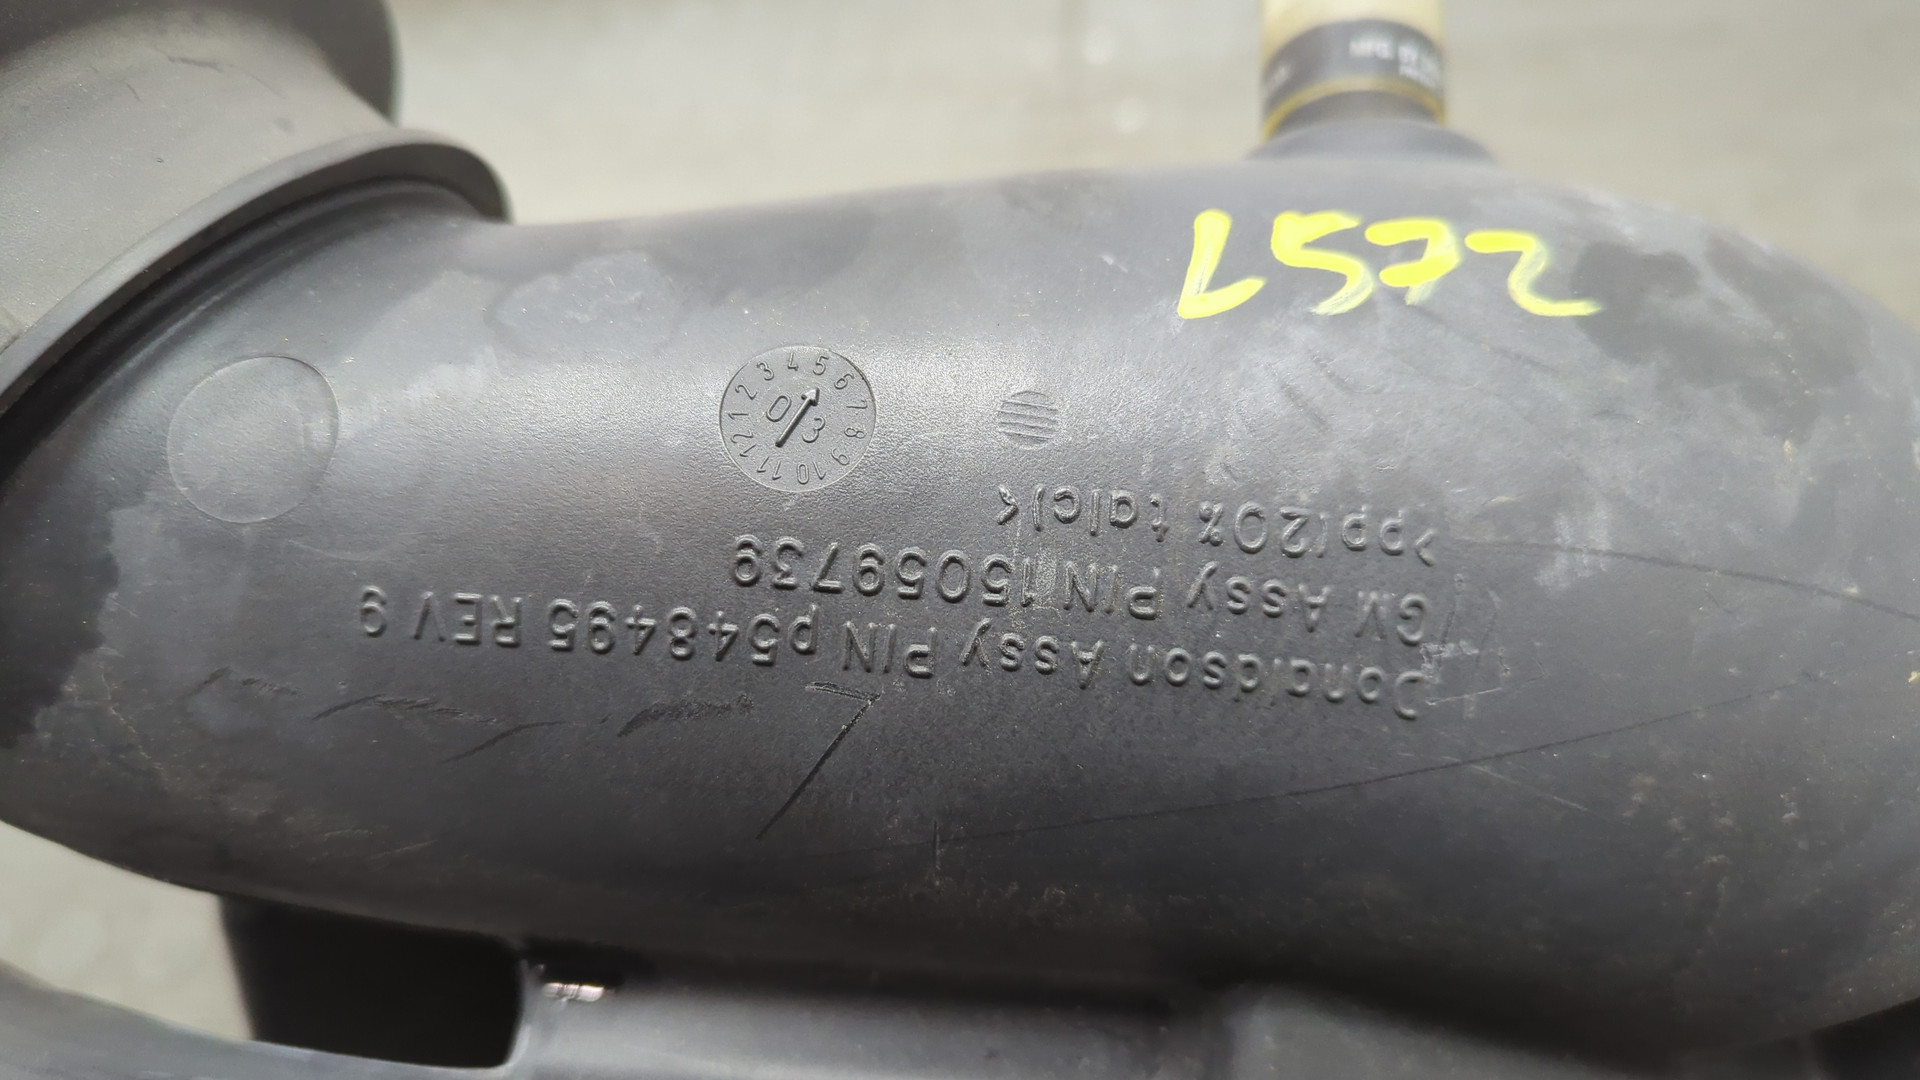 L572
1 2 3 4 5 6 7 8 9 10 11 12
03
Donaldson Assy P/N p548495 REV 9
GM Assy P/N 15059739
>pp(20% talc)<